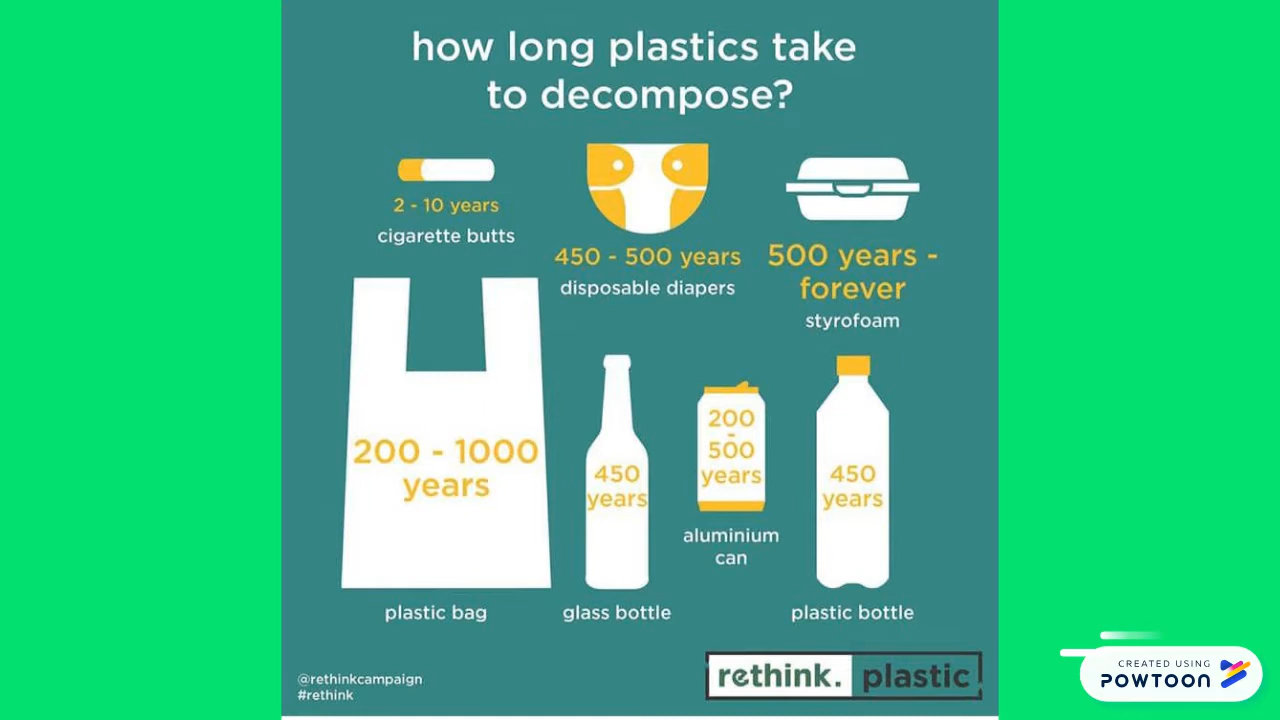 how long plastics take
to decompose?
2 - 10 years
cigarette butts
450 - 500 years
disposable diapers
500 years -
forever
styrofoam
200 - 1000
years
plastic bag
450
years
glass bottle
200
-
500
years
aluminium
can
450
years
plastic bottle
@rethinkcampaign
#rethink
rethink. plastic
CREATED USING
POWTOON